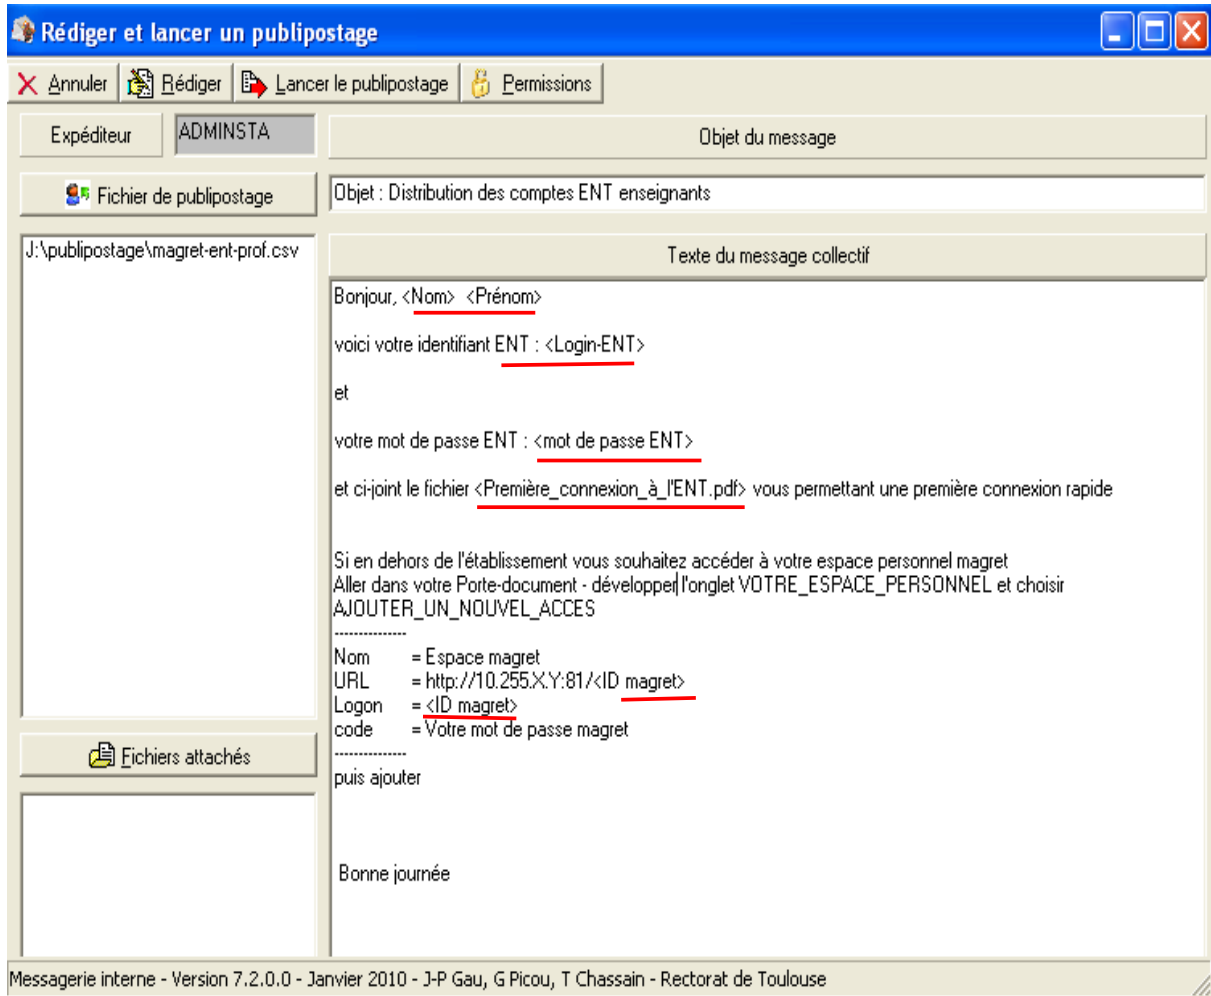 Rédiger et lancer un publipostage
Annuler Rédiger Lancer le publipostage Permissions
Expéditeur ADMINSTA
Objet du message
Fichier de publipostage
Objet : Distribution des comptes ENT enseignants
J:\publipostage\magret-ent-prof.csv
Texte du message collectif
Bonjour, <Nom> <Prénom>
voici votre identifiant ENT : <Login-ENT>
et
votre mot de passe ENT : <mot de passe ENT>
et ci-joint le fichier <Première_connexion_à_l'ENT.pdf> vous permettant une première connexion rapide
Si en dehors de l'établissement vous souhaitez accéder à votre espace personnel magret
Aller dans votre Porte-document - développer l'onglet VOTRE_ESPACE_PERSONNEL et choisir
AJOUTER_UN_NOUVEL_ACCES
---------------
Nom = Espace magret
URL = http://10.255.X.Y:81/<ID magret>
Logon = <ID magret>
code = Votre mot de passe magret
---------------
puis ajouter
Bonne journée
Fichiers attachés
Messagerie interne - Version 7.2.0.0 - Janvier 2010 - J-P Gau, G Picou, T Chassain - Rectorat de Toulouse